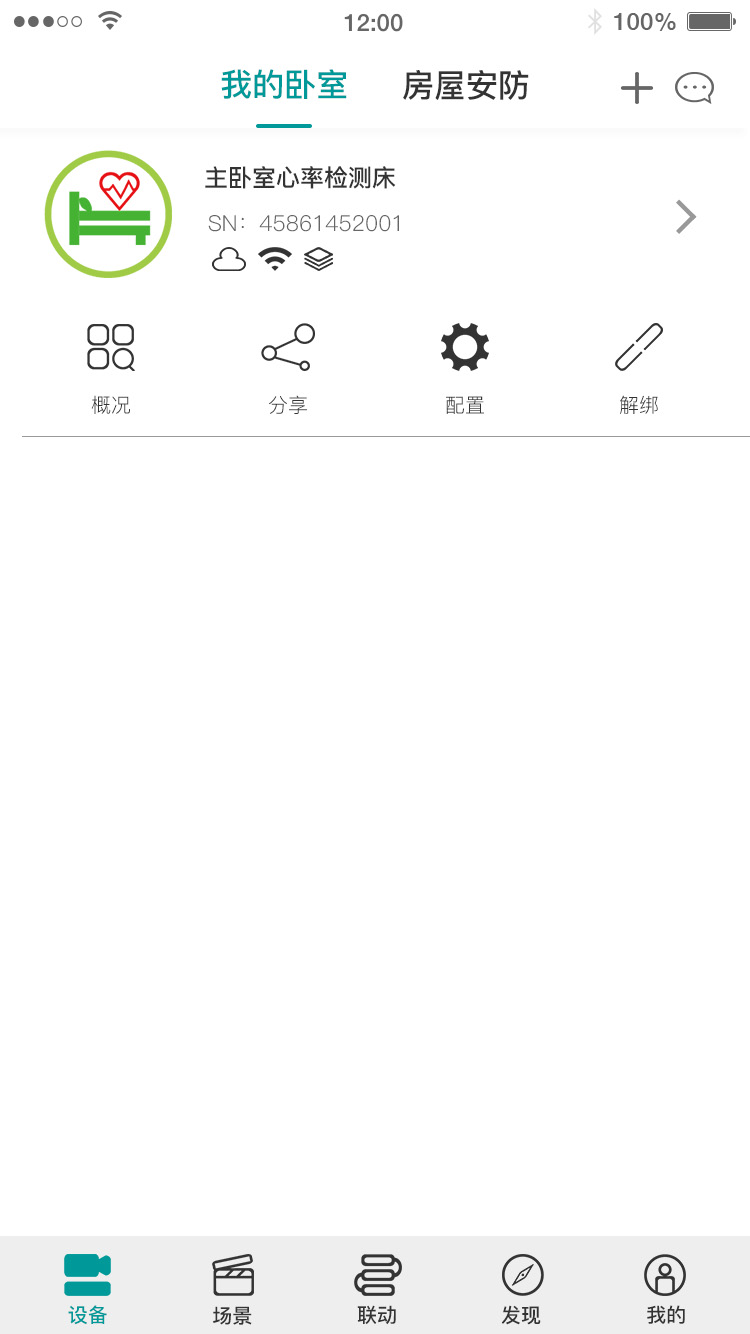 12:00 100%
我的卧室 房屋安防
主卧室心率检测床
SN: 45861452001
概况 分享 配置 解绑
设备 场景 联动 发现 我的